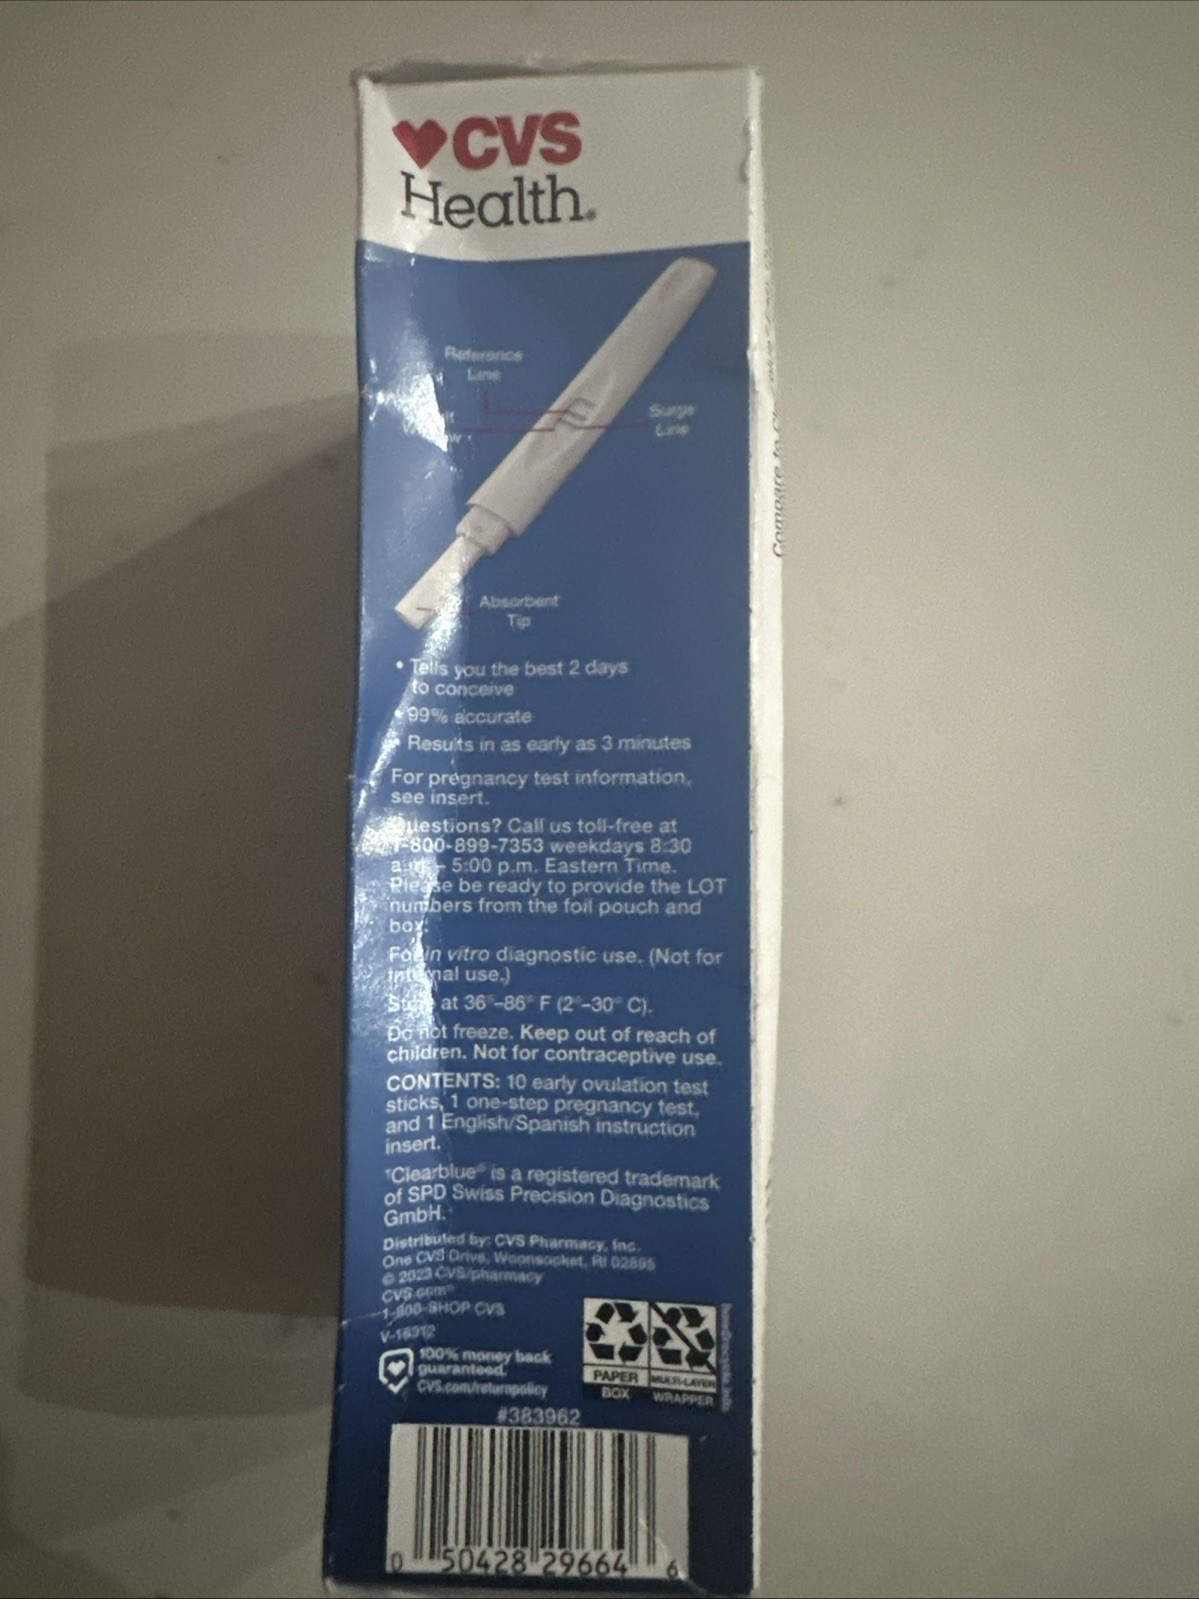 CVS
Health®
Reference
Line
Surge
Line
Absorbent
Tip
• Tells you the best 2 days
to conceive
• 99% accurate
• Results in as early as 3 minutes
For pregnancy test information,
see insert.
Questions? Call us toll-free at
1-800-899-7353 weekdays 8:30
a.m. – 5:00 p.m. Eastern Time.
Please be ready to provide the LOT
numbers from the foil pouch and
box.
For in vitro diagnostic use. (Not for
internal use.)
Store at 36°–86° F (2°–30° C).
Do not freeze. Keep out of reach of
children. Not for contraceptive use.
CONTENTS: 10 early ovulation test
sticks, 1 one-step pregnancy test,
and 1 English/Spanish instruction
insert.
†Clearblue® is a registered trademark
of SPD Swiss Precision Diagnostics
GmbH.
Distributed by: CVS Pharmacy, Inc.
One CVS Drive, Woonsocket, RI 02895
© 2023 CVS/pharmacy
CVS.com®
1-800-SHOP CVS
V-16912
100% money back
guaranteed.
CVS.com/returnpolicy
PAPER
BOX
MULTI-LAYER
WRAPPER
how2recycle.info
#383962
0 50428 29664 6
Compare to